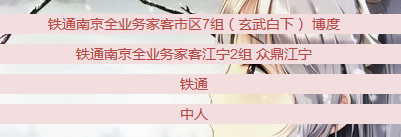 铁通南京全业务家客市区7组（玄武白下） 博度
铁通南京全业务家客江宁2组 众鼎江宁
铁通
中人